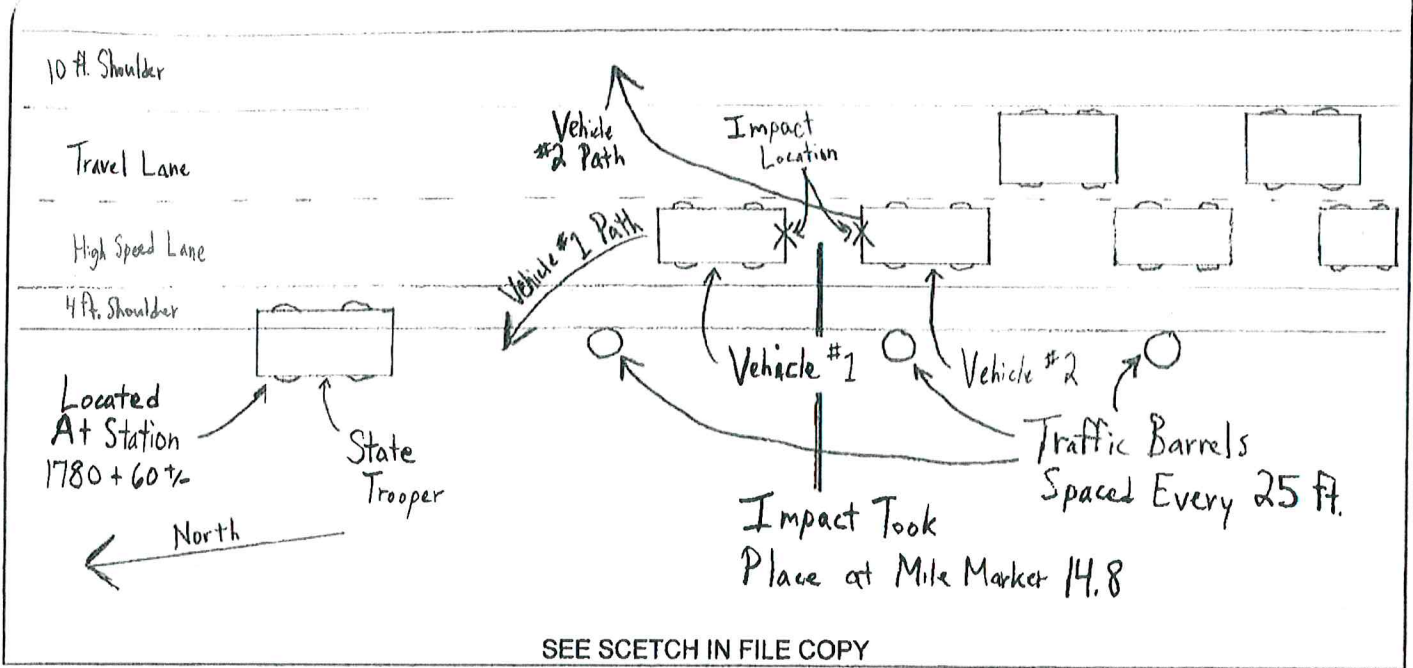 10 ft. Shoulder
Travel Lane
High Speed Lane
4 ft. Shoulder
Vehicle
#2 Path
Impact
Location
Vehicle #1 Path
Vehicle #1
Vehicle #2
Located
At Station
1780 + 60 +/-
State
Trooper
Traffic Barrels
Spaced Every 25 ft.
North
Impact Took
Place at Mile Marker 14.8
SEE SCETCH IN FILE COPY